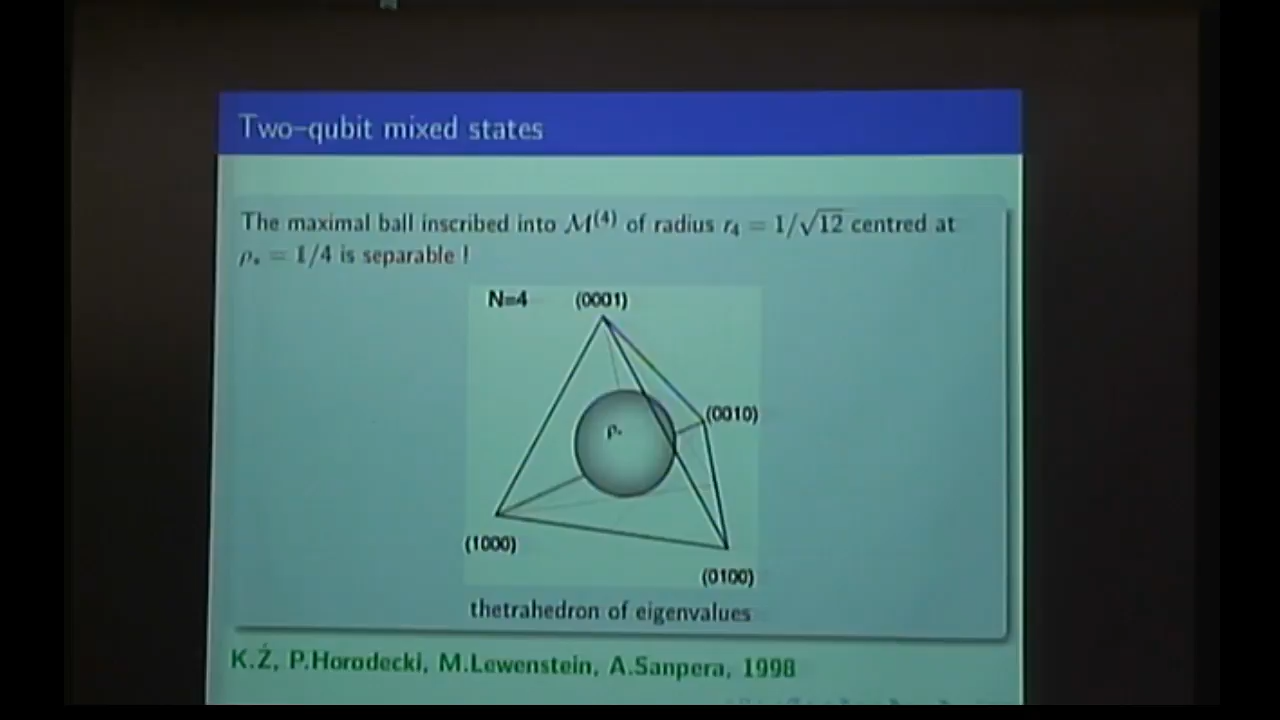 Two-qubit mixed states
The maximal ball inscribed into ℳ⁽⁴⁾ of radius r₄ = 1/√12 centred at
ρ* = 1/4 is separable !
N=4
(0001)
(0010)
ρ*
(1000)
(0100)
thetrahedron of eigenvalues
K.Ż, P.Horodecki, M.Lewenstein, A.Sanpera, 1998